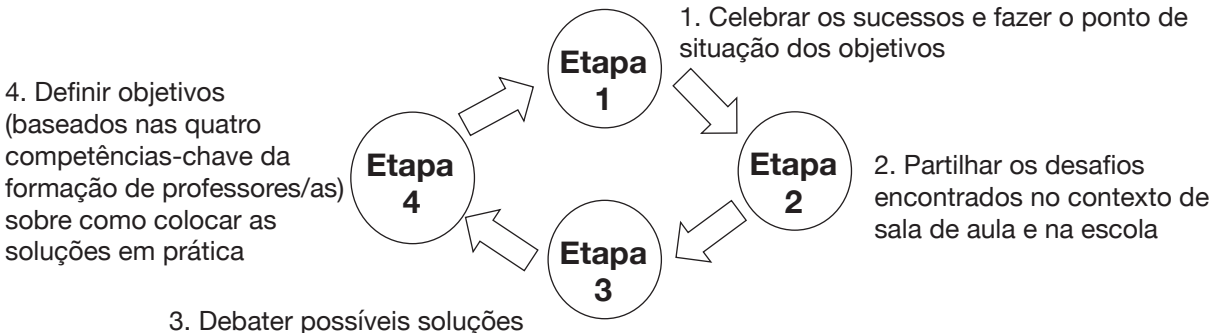 Etapa
1
1. Celebrar os sucessos e fazer o ponto de
situação dos objetivos
Etapa
2
2. Partilhar os desafios
encontrados no contexto de
sala de aula e na escola
Etapa
3
3. Debater possíveis soluções
Etapa
4
4. Definir objetivos
(baseados nas quatro
competências-chave da
formação de professores/as)
sobre como colocar as
soluções em prática